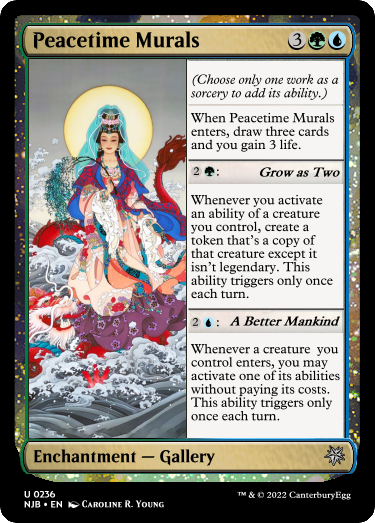 Peacetime Murals 3
(Choose only one work as a
sorcery to add its ability.)
When Peacetime Murals
enters, draw three cards
and you gain 3 life.
2 : Grow as Two
Whenever you activate
an ability of a creature
you control, create a
token that's a copy of
that creature except it
isn't legendary. This
ability triggers only once
each turn.
2 : A Better Mankind
Whenever a creature you
control enters, you may
activate one of its abilities
without paying its costs.
This ability triggers only
once each turn.
Enchantment — Gallery
U 0236
NJB • EN Caroline R. Young
™ & © 2022 CanterburyEgg